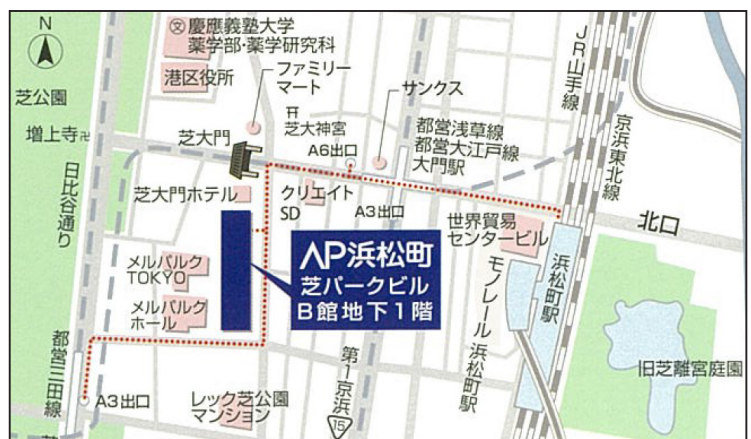 N
慶應義塾大学
薬学部・薬学研究科
港区役所
ファミリー
マート
サンクス
JR山手線
京浜東北線
芝公園
増上寺
芝大門
芝大神宮
A6出口
都営浅草線
都営大江戸線
大門駅
日比谷通り
芝大門ホテル
クリエイト
SD
A3出口
世界貿易
センタービル
北口
AP浜松町
芝パークビル
B館地下1階
メルパルク
TOKYO
メルパルク
ホール
モノレール浜松町駅
浜松町駅
旧芝離宮庭園
都営三田線
A3出口
レック芝公園
マンション
第1京浜
15